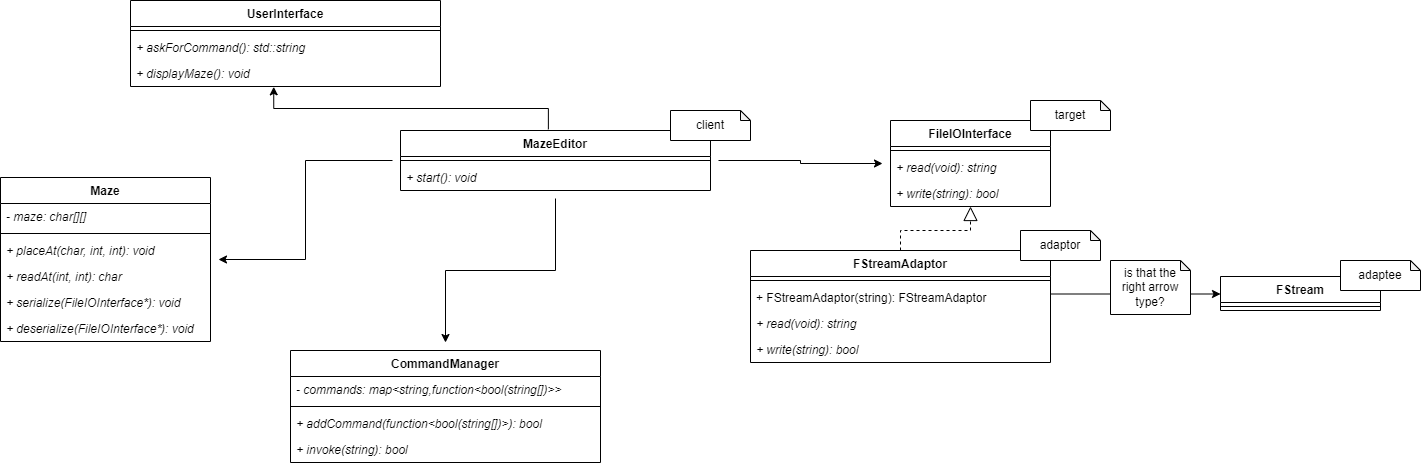 UserInterface
+ askForCommand(): std::string
+ displayMaze(): void
client
MazeEditor
+ start(): void
target
FileIOInterface
+ read(void): string
+ write(string): bool
Maze
- maze: char[][]
+ placeAt(char, int, int): void
+ readAt(int, int): char
+ serialize(FileIOInterface*): void
+ deserialize(FileIOInterface*): void
adaptor
FStreamAdaptor
+ FStreamAdaptor(string): FStreamAdaptor
+ read(void): string
+ write(string): bool
is that the
right arrow
type?
adaptee
FStream
CommandManager
- commands: map<string,function<bool(string[])>>
+ addCommand(function<bool(string[])>): bool
+ invoke(string): bool